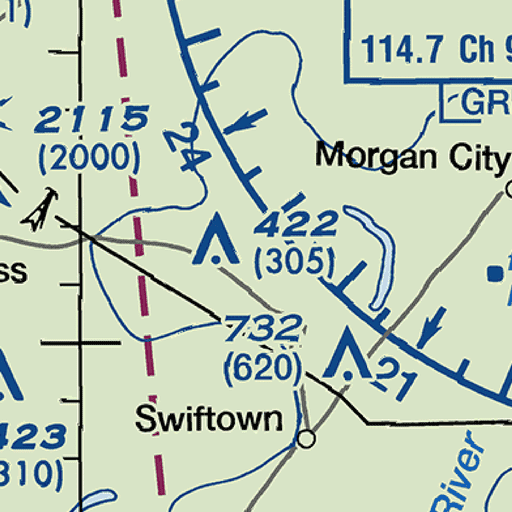 1)
114.7 Ch 9
GR
2115
(2000)
24
Morgan City
422
(305)
ss
732
(620)
21
Swiftown
423
310)
River